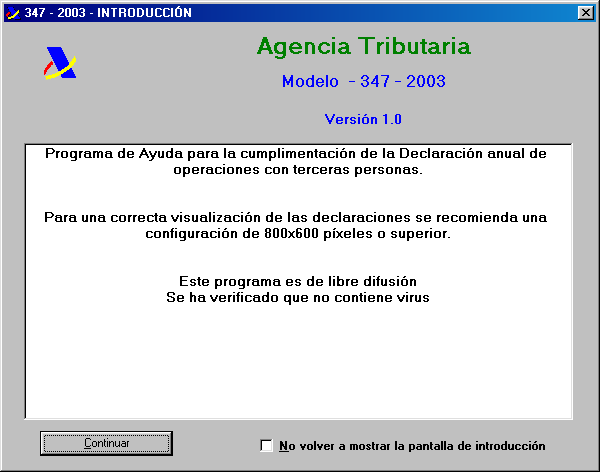 347 - 2003 - INTRODUCCIÓN
Agencia Tributaria
Modelo - 347 - 2003
Versión 1.0
Programa de Ayuda para la cumplimentación de la Declaración anual de
operaciones con terceras personas.
Para una correcta visualización de las declaraciones se recomienda una
configuración de 800x600 píxeles o superior.
Este programa es de libre difusión
Se ha verificado que no contiene virus
Continuar
No volver a mostrar la pantalla de introducción